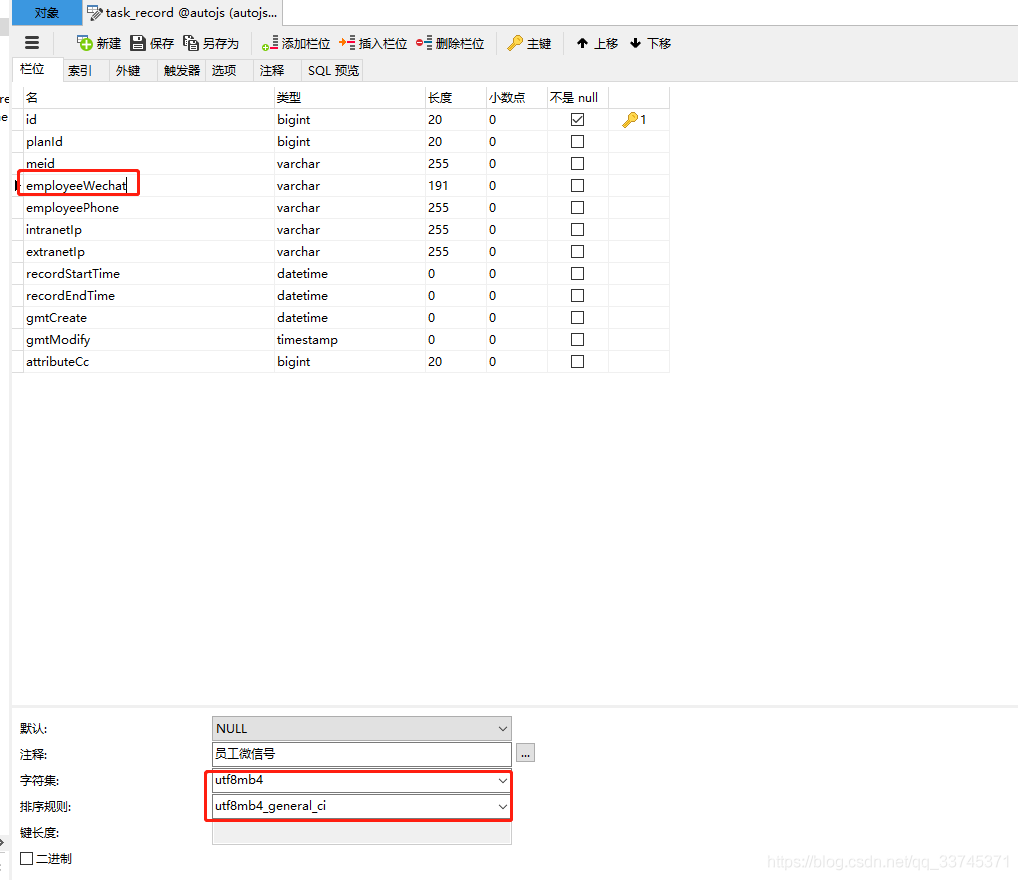 对象 task_record @autojs (autojs...
新建 保存 另存为 添加栏位 插入栏位 删除栏位 主键 上移 下移
栏位 索引 外键 触发器 选项 注释 SQL 预览
re
e
名 类型 长度 小数点 不是 null
id bigint 20 0 1
planId bigint 20 0
meid varchar 255 0
employeeWechat varchar 191 0
employeePhone varchar 255 0
intranetIp varchar 255 0
extranetIp varchar 255 0
recordStartTime datetime 0 0
recordEndTime datetime 0 0
gmtCreate datetime 0 0
gmtModify timestamp 0 0
attributeCc bigint 20 0
默认: NULL
注释: 员工微信号 ...
字符集: utf8mb4
排序规则: utf8mb4_general_ci
键长度:
二进制
https://blog.csdn.net/qq_33745371